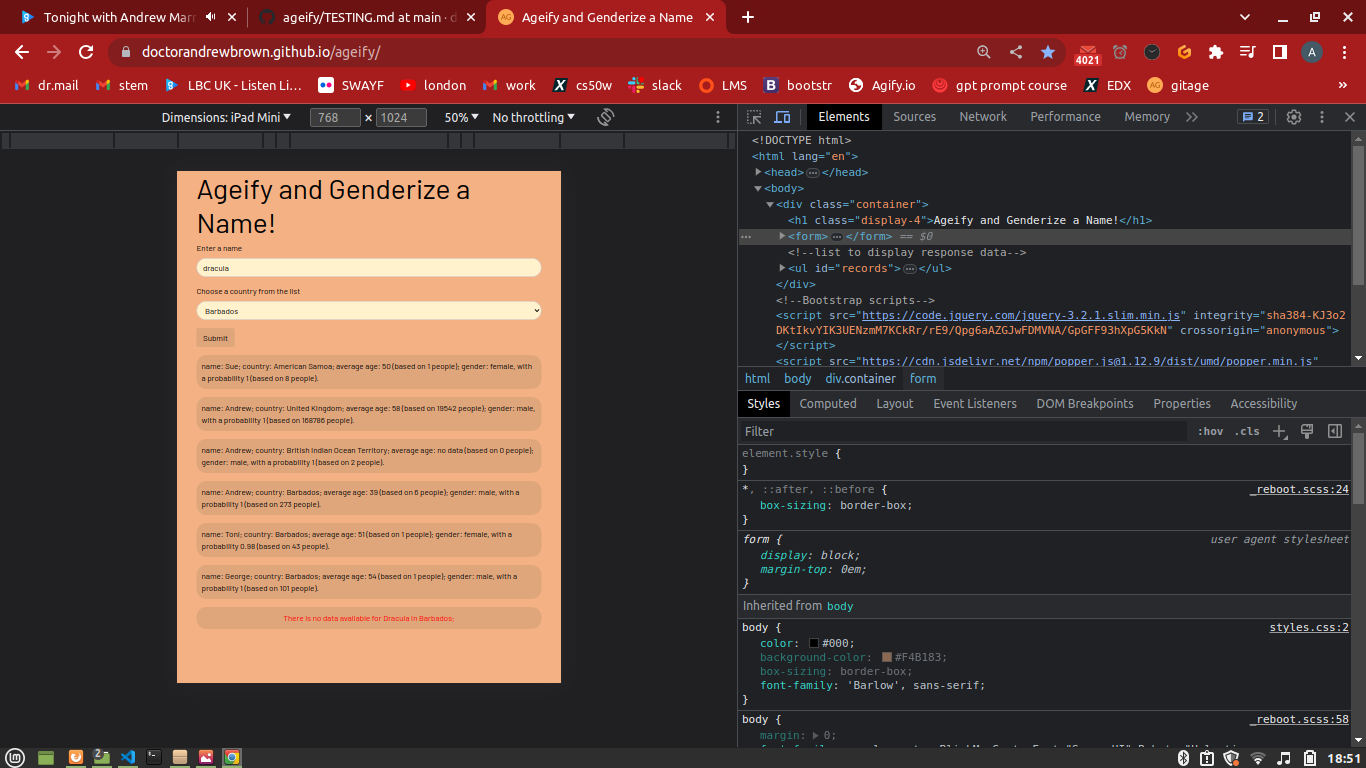 Tonight with Andrew Marr
ageify/TESTING.md at main · d
Ageify and Genderize a Name
doctorandrewbrown.github.io/ageify/
4021
A
dr.mail
stem
LBC UK - Listen Li…
SWAYF
london
work
cs50w
slack
LMS
bootstr
Agify.io
gpt prompt course
EDX
gitage
»
Dimensions: iPad Mini
768 × 1024
50%
No throttling
Elements Sources Network Performance Memory
2
Ageify and Genderize a
Name!
Enter a name
dracula
Choose a country from the list
Barbados
Submit
name: Sue; country: American Samoa; average age: 50 (based on 1 people); gender: female, with
a probability 1 (based on 8 people).
name: Andrew; country: United Kingdom; average age: 58 (based on 19542 people); gender: male,
with a probability 1 (based on 168786 people).
name: Andrew; country: British Indian Ocean Territory; average age: no data (based on 0 people);
gender: male, with a probability 1 (based on 2 people).
name: Andrew; country: Barbados; average age: 39 (based on 6 people); gender: male, with a
probability 1 (based on 273 people).
name: Toni; country: Barbados; average age: 51 (based on 1 people); gender: female, with a
probability 0.98 (based on 43 people).
name: George; country: Barbados; average age: 54 (based on 1 people); gender: male, with a
probability 1 (based on 101 people).
There is no data available for Dracula in Barbados;
<!DOCTYPE html>
<html lang="en">
<head> … </head>
<body>
<div class="container">
<h1 class="display-4">Ageify and Genderize a Name!</h1>
<form> … </form> == $0
<!--list to display response data-->
<ul id="records"> … </ul>
</div>
<!--Bootstrap scripts-->
<script src="https://code.jquery.com/jquery-3.2.1.slim.min.js" integrity="sha384-KJ3o2
DKtIkvYIK3UENzmM7KCkRr/rE9/Qpg6aAZGJwFDMVNA/GpGFF93hXpG5KkN" crossorigin="anonymous">
</script>
<script src="https://cdn.jsdelivr.net/npm/popper.js@1.12.9/dist/umd/popper.min.js"
html body div.container form
Styles Computed Layout Event Listeners DOM Breakpoints Properties Accessibility
Filter
:hov .cls
element.style {
}
*, ::after, ::before {
_reboot.scss:24
box-sizing: border-box;
}
form {
user agent stylesheet
display: block;
margin-top: 0em;
}
Inherited from body
body {
styles.css:2
color: #000;
background-color: #F4B183;
box-sizing: border-box;
font-family: 'Barlow', sans-serif;
}
body {
_reboot.scss:58
margin: 0;
2
18:51